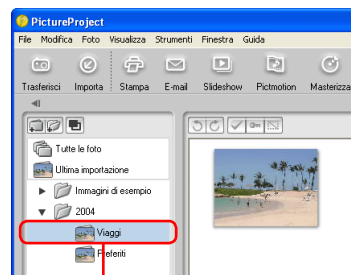 PictureProject
File Modifica Foto Visualizza Strumenti Finestra Guida
Trasferisci Importa Stampa E-mail Slideshow Pictmotion Masterizza
Tutte le foto
Ultima importazione
Immagini di esempio
2004
Viaggi
Preferiti